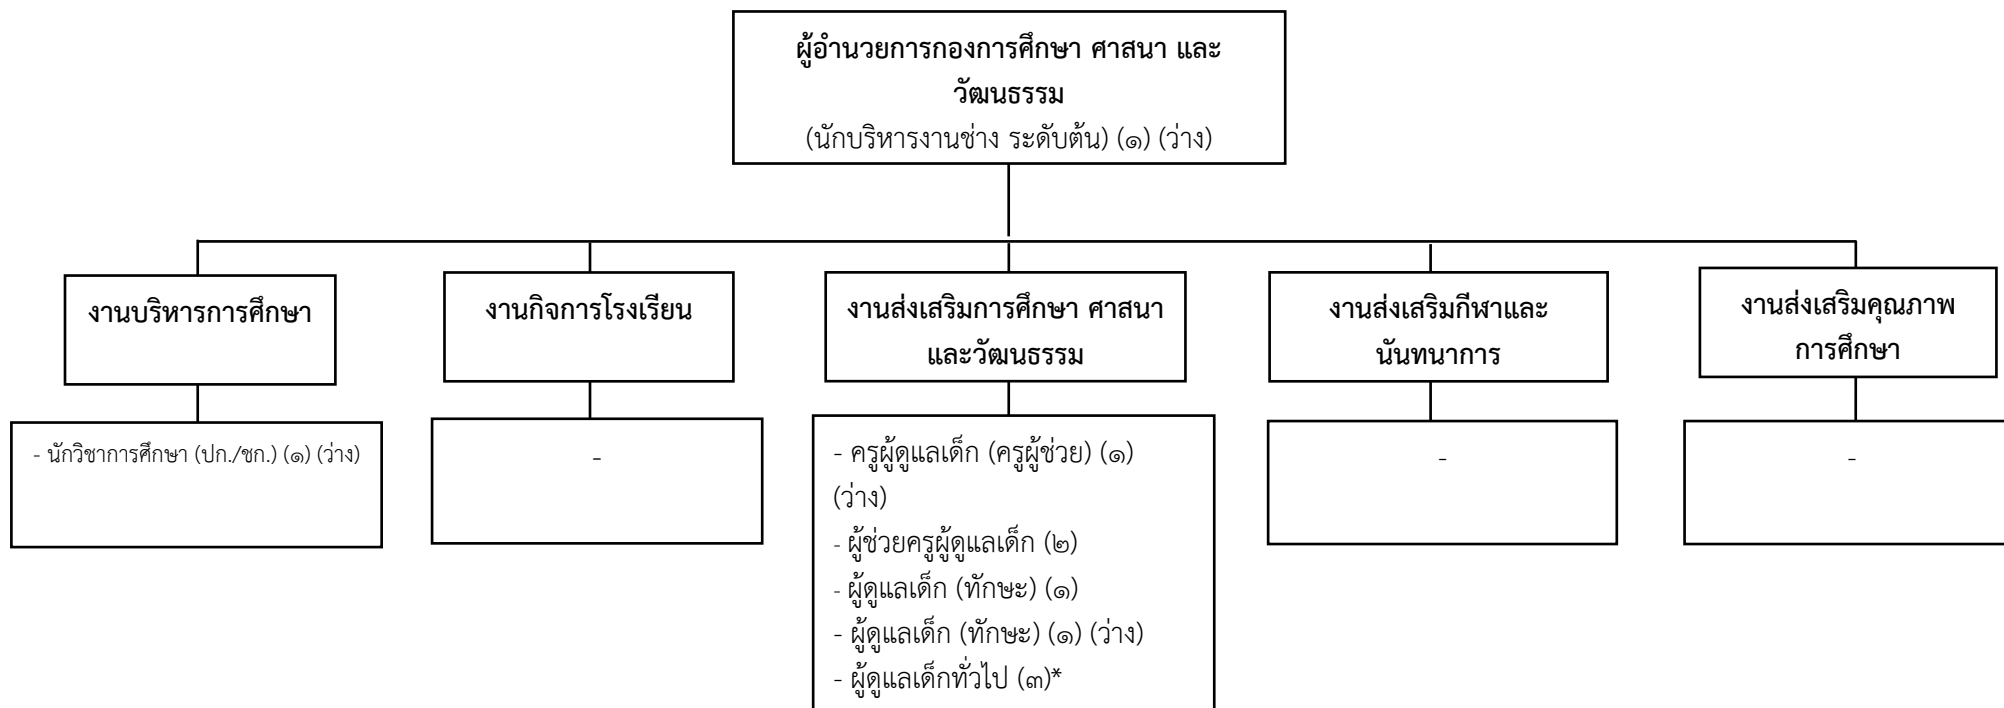 ผู้อำนวยการกองการศึกษา ศาสนา และ
วัฒนธรรม
(นักบริหารงานช่าง ระดับต้น) (๑) (ว่าง)
งานบริหารการศึกษา
งานกิจการโรงเรียน
งานส่งเสริมการศึกษา ศาสนา
และวัฒนธรรม
งานส่งเสริมกีฬาและ
นันทนาการ
งานส่งเสริมคุณภาพ
การศึกษา
- นักวิชาการศึกษา (ปก./ชก.) (๑) (ว่าง)
-
- ครูผู้ดูแลเด็ก (ครูผู้ช่วย) (๑)
(ว่าง)
- ผู้ช่วยครูผู้ดูแลเด็ก (๒)
- ผู้ดูแลเด็ก (ทักษะ) (๑)
- ผู้ดูแลเด็ก (ทักษะ) (๑) (ว่าง)
- ผู้ดูแลเด็กทั่วไป (๓)*
-
-